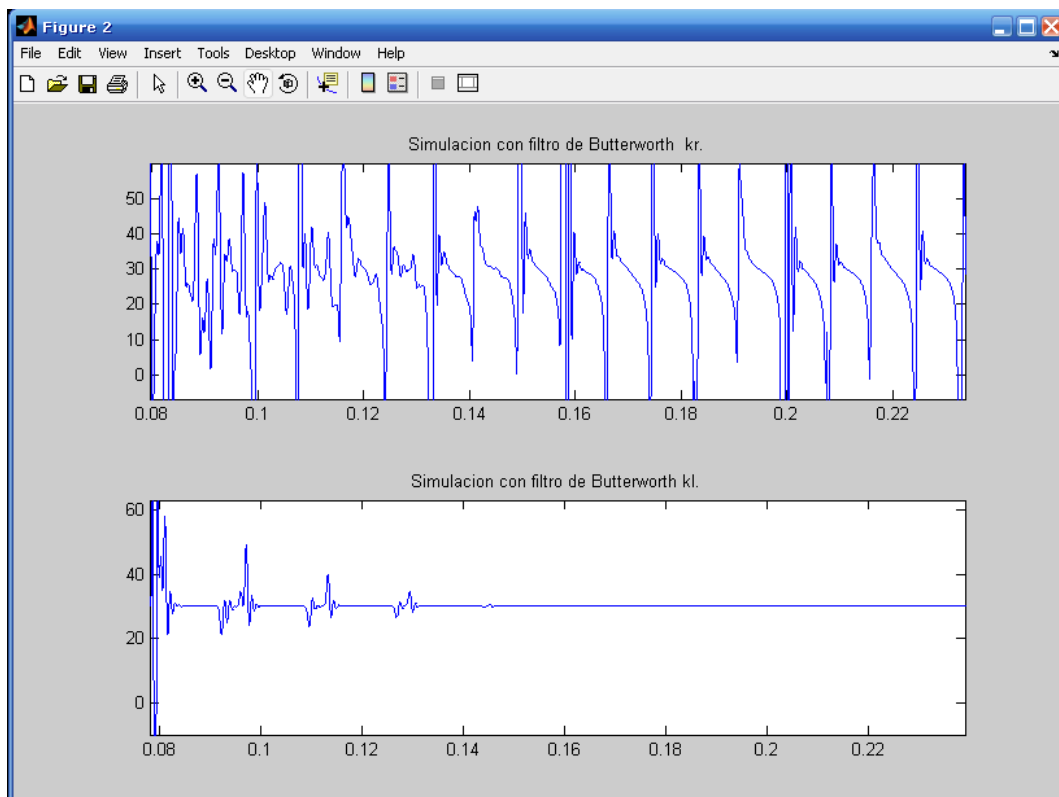 Figure 2
File Edit View Insert Tools Desktop Window Help
Simulacion con filtro de Butterworth  kr.
50
40
30
20
10
0
0.08 0.1 0.12 0.14 0.16 0.18 0.2 0.22
Simulacion con filtro de Butterworth kl.
60
40
20
0
0.08 0.1 0.12 0.14 0.16 0.18 0.2 0.22